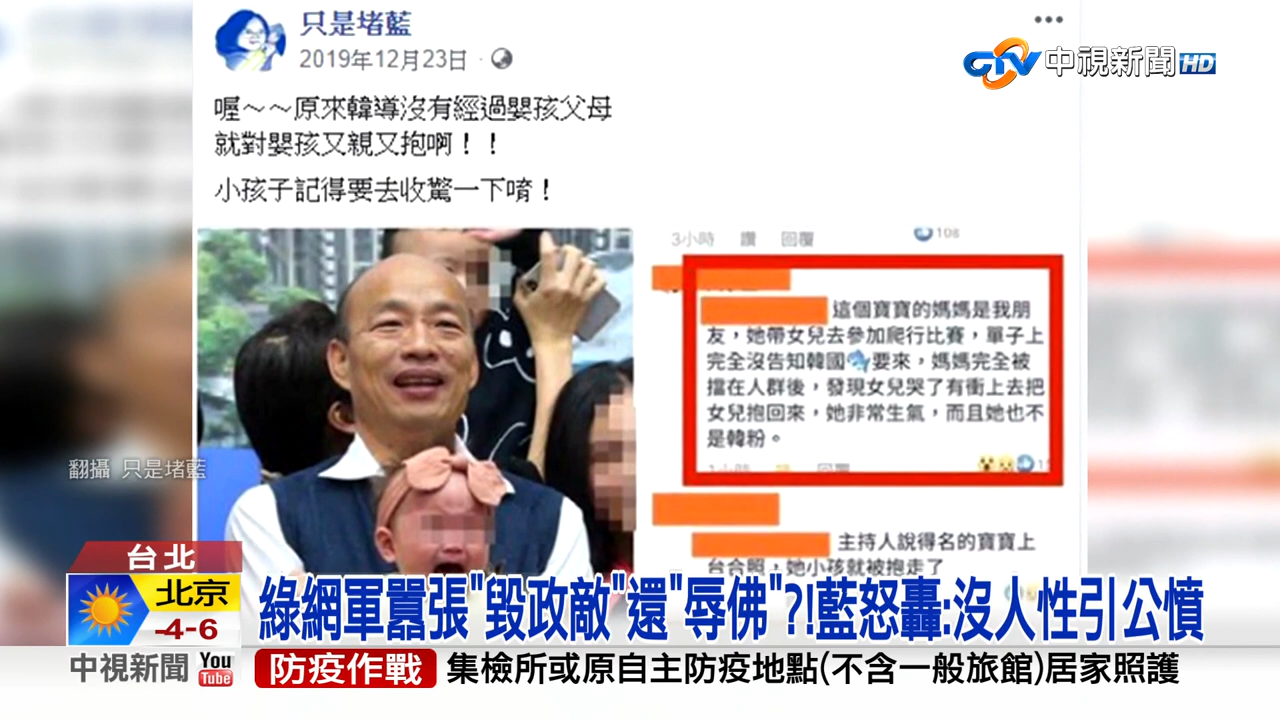 只是堵藍
2019年12月23日
CTV中視新聞HD
喔～～原來韓導沒有經過嬰孩父母
就對嬰孩又親又抱啊！！
小孩子記得要去收驚一下唷！
3小時 讚 回覆 108
這個寶寶的媽媽是我朋
友，她帶女兒去參加爬行比賽，單子上
完全沒告知韓國🐟要來，媽媽完全被
擋在人群後，發現女兒哭了有衝上去把
女兒抱回來，她非常生氣，而且她也不
是韓粉。
主持人說得名的寶寶上
台合照，她小孩就被抱走了
翻攝 只是堵藍
台北
北京
-4-6
綠網軍囂張"毀政敵"還"辱佛"?!藍怒轟:沒人性引公憤
中視新聞 YouTube
防疫作戰 集檢所或原自主防疫地點(不含一般旅館)居家照護